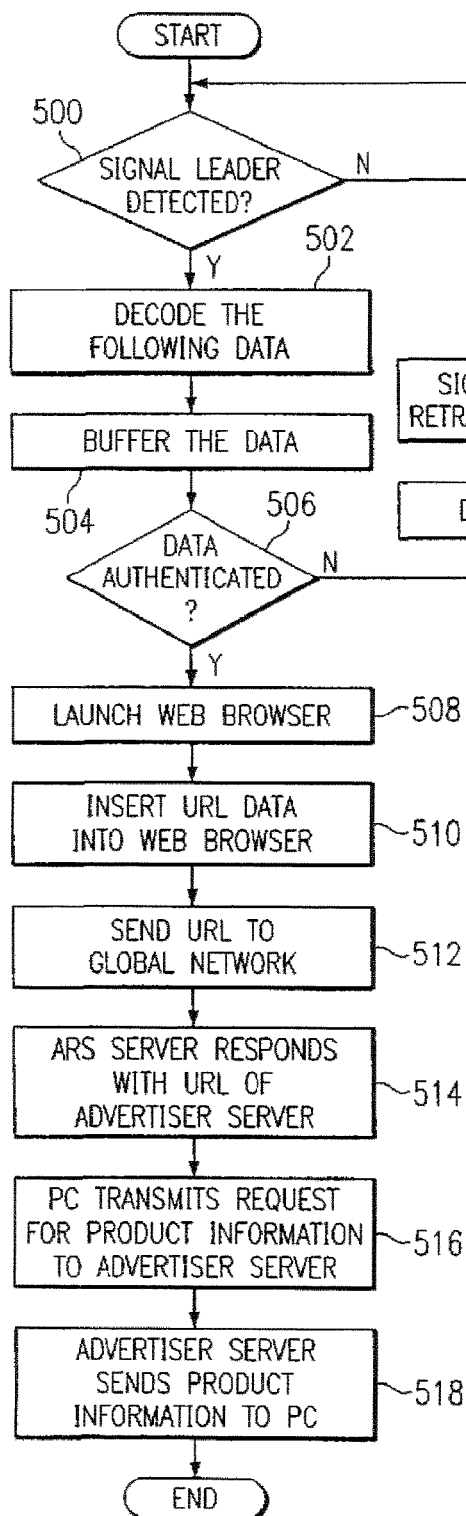 START
500
SIGNAL LEADER
DETECTED?
N
Y
502
DECODE THE
FOLLOWING DATA
BUFFER THE DATA
504
506
DATA
AUTHENTICATED
?
N
Y
LAUNCH WEB BROWSER
508
INSERT URL DATA
INTO WEB BROWSER
510
SEND URL TO
GLOBAL NETWORK
512
ARS SERVER RESPONDS
WITH URL OF
ADVERTISER SERVER
514
PC TRANSMITS REQUEST
FOR PRODUCT INFORMATION
TO ADVERTISER SERVER
516
ADVERTISER SERVER
SENDS PRODUCT
INFORMATION TO PC
518
END